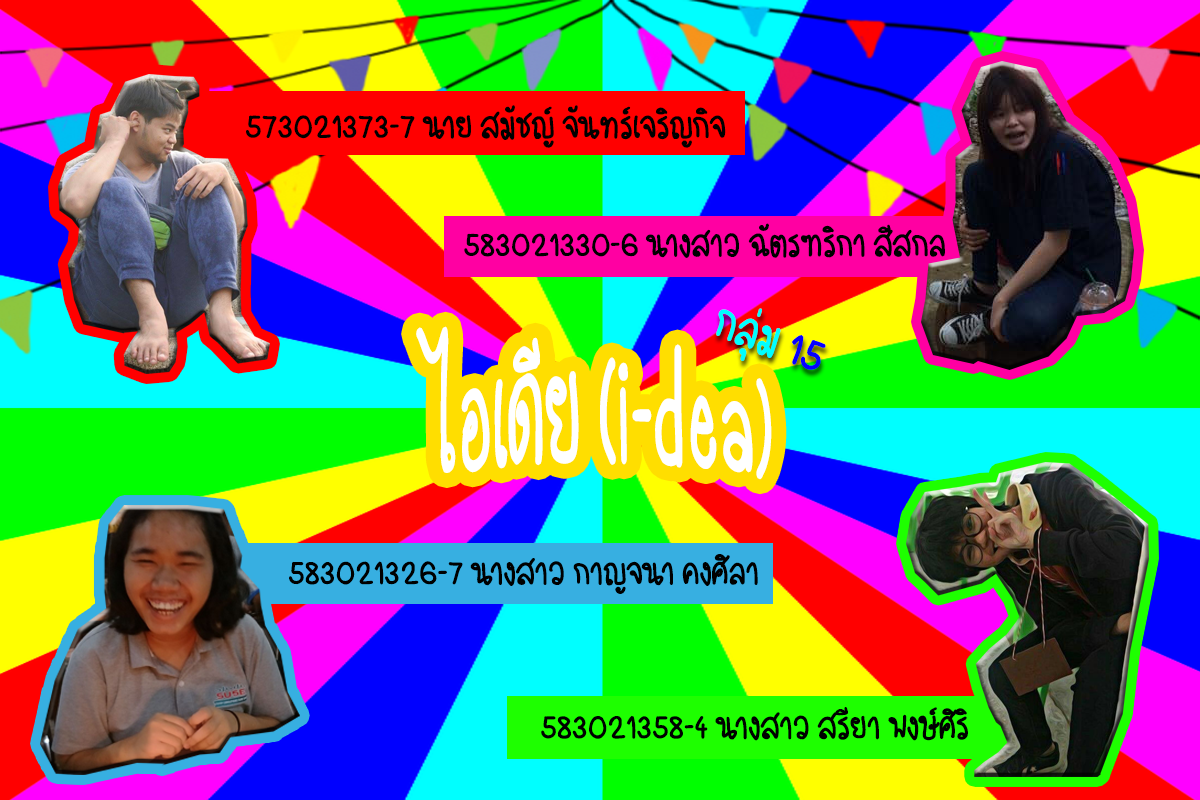 573021373-7 นาย สมัชญ์ จันทร์เจริญกิจ
583021330-6 นางสาว ฉัตรฑริกา สีสกล
กลุ่ม 15
ไอเดีย (i-dea)
583021326-7 นางสาว กาญจนา คงศีลา
583021358-4 นางสาว สรียา พงษ์ศิริ